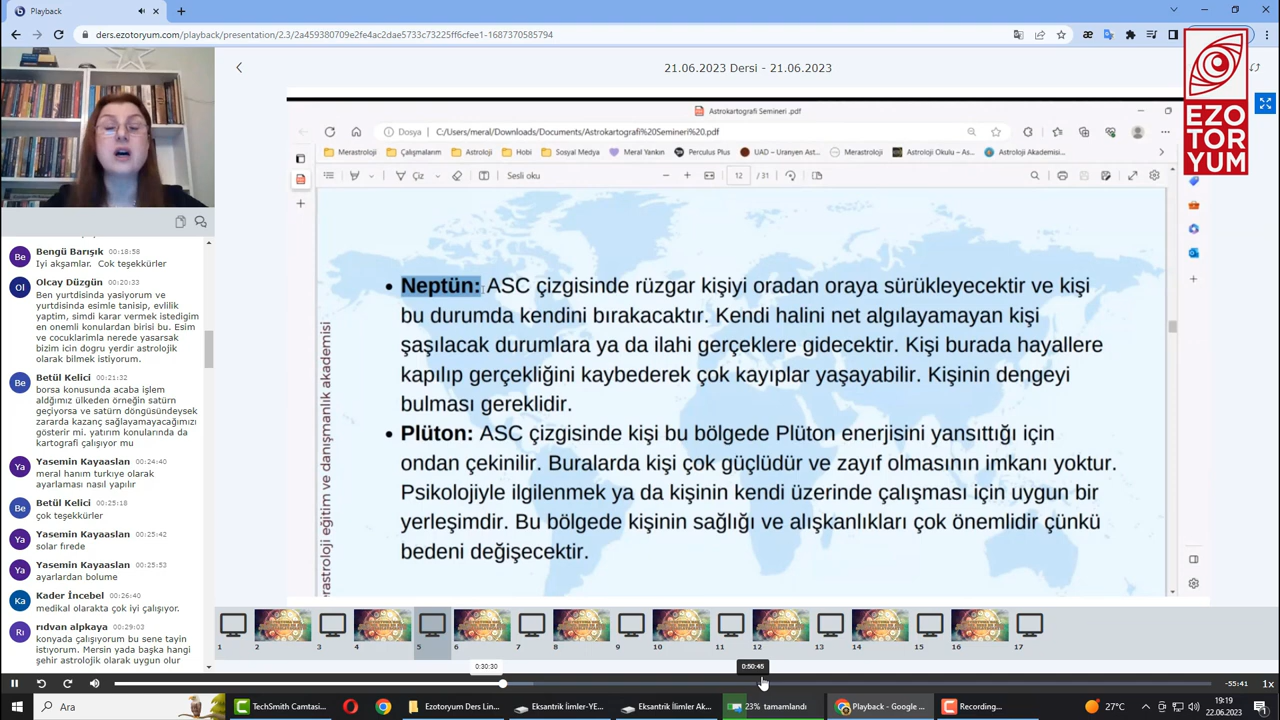 Playback
ders.ezotoryum.com/playback/presentation/2.3/2a459380709e2fe4ac2dae5733c73225ff6cfee1-1687370585794
21.06.2023 Dersi - 21.06.2023
EZO
TOR
YUM
Astrokartografi Semineri .pdf
Dosya C:/Users/meral/Downloads/Documents/Astrokartografi%20Semineri%20.pdf
Merastroloji Çalışmalarım Astroloji Hobi Sosyal Medya Meral Yankın Perculus Plus UAD – Uranyen Ast... Merastroloji Astroloji Okulu – As... Astroloji Akademisi...
Çiz Sesli oku 12 / 31
• Neptün: ASC çizgisinde rüzgar kişiyi oradan oraya sürükleyecektir ve kişi
bu durumda kendini bırakacaktır. Kendi halini net algılayamayan kişi
şaşılacak durumlara ya da ilahi gerçeklere gidecektir. Kişi burada hayallere
kapılıp gerçekliğini kaybederek çok kayıplar yaşayabilir. Kişinin dengeyi
bulması gereklidir.
• Plüton: ASC çizgisinde kişi bu bölgede Plüton enerjisini yansıttığı için
ondan çekinilir. Buralarda kişi çok güçlüdür ve zayıf olmasının imkanı yoktur.
Psikolojiyle ilgilenmek ya da kişinin kendi üzerinde çalışması için uygun bir
yerleşimdir. Bu bölgede kişinin sağlığı ve alışkanlıkları çok önemlidir çünkü
bedeni değişecektir.
erastroloji eğitim ve danışmanlık akademisi
Be Bengü Barışık 00:18:58
Iyi akşamlar. Cok teşekkürler
Ol Olcay Düzgün 00:20:33
Ben yurtdisinda yasiyorum ve
yurtdisinda esimle tanisip, evlilik
yaptim, simdi karar vermek istedigim
en onemli konulardan birisi bu. Esim
ve cocuklarimla nerede yasarsak
bizim icin dogru yerdir astrolojik
olarak bilmek istiyorum.
Be Betül Kelici 00:21:32
borsa konusunda acaba işlem
aldğımız ülkeden örneğin satürn
geçiyorsa ve satürn döngüsündeysek
zararda kazanç sağlayamayacağımızı
gösterir mi. yatırım konularında da
kartografi çalışıyor mu
Ya Yasemin Kayaaslan 00:24:40
meral hanım turkıye olarak
ayarlaması nasıl yapılır
Be Betül Kelici 00:25:18
çok teşekkürler
Ya Yasemin Kayaaslan 00:25:42
solar fırede
Ya Yasemin Kayaaslan 00:25:53
ayarlardan bolume
Ka Kader İncebel 00:26:40
medikal olarakta çok iyi çalışıyor.
Rı rıdvan alpkaya 00:29:03
konyada çalışıyorum bu sene tayin
istıyorum. Mersin yada başka hangi
şehir astrolojik olarak uygun olur
1 2 3 4 5 6 7 8 9 10 11 12 13 14 15 16 17
0:30:30
0:50:45
-55:41 1x
Ara
TechSmith Camtasi...
Ezotoryum Ders Lin...
Eksantrik İlimler-YE...
Eksantrik İlimler Ak...
23% tamamlandı
Playback - Google ...
Recording...
27°C
19:19
22.06.2023